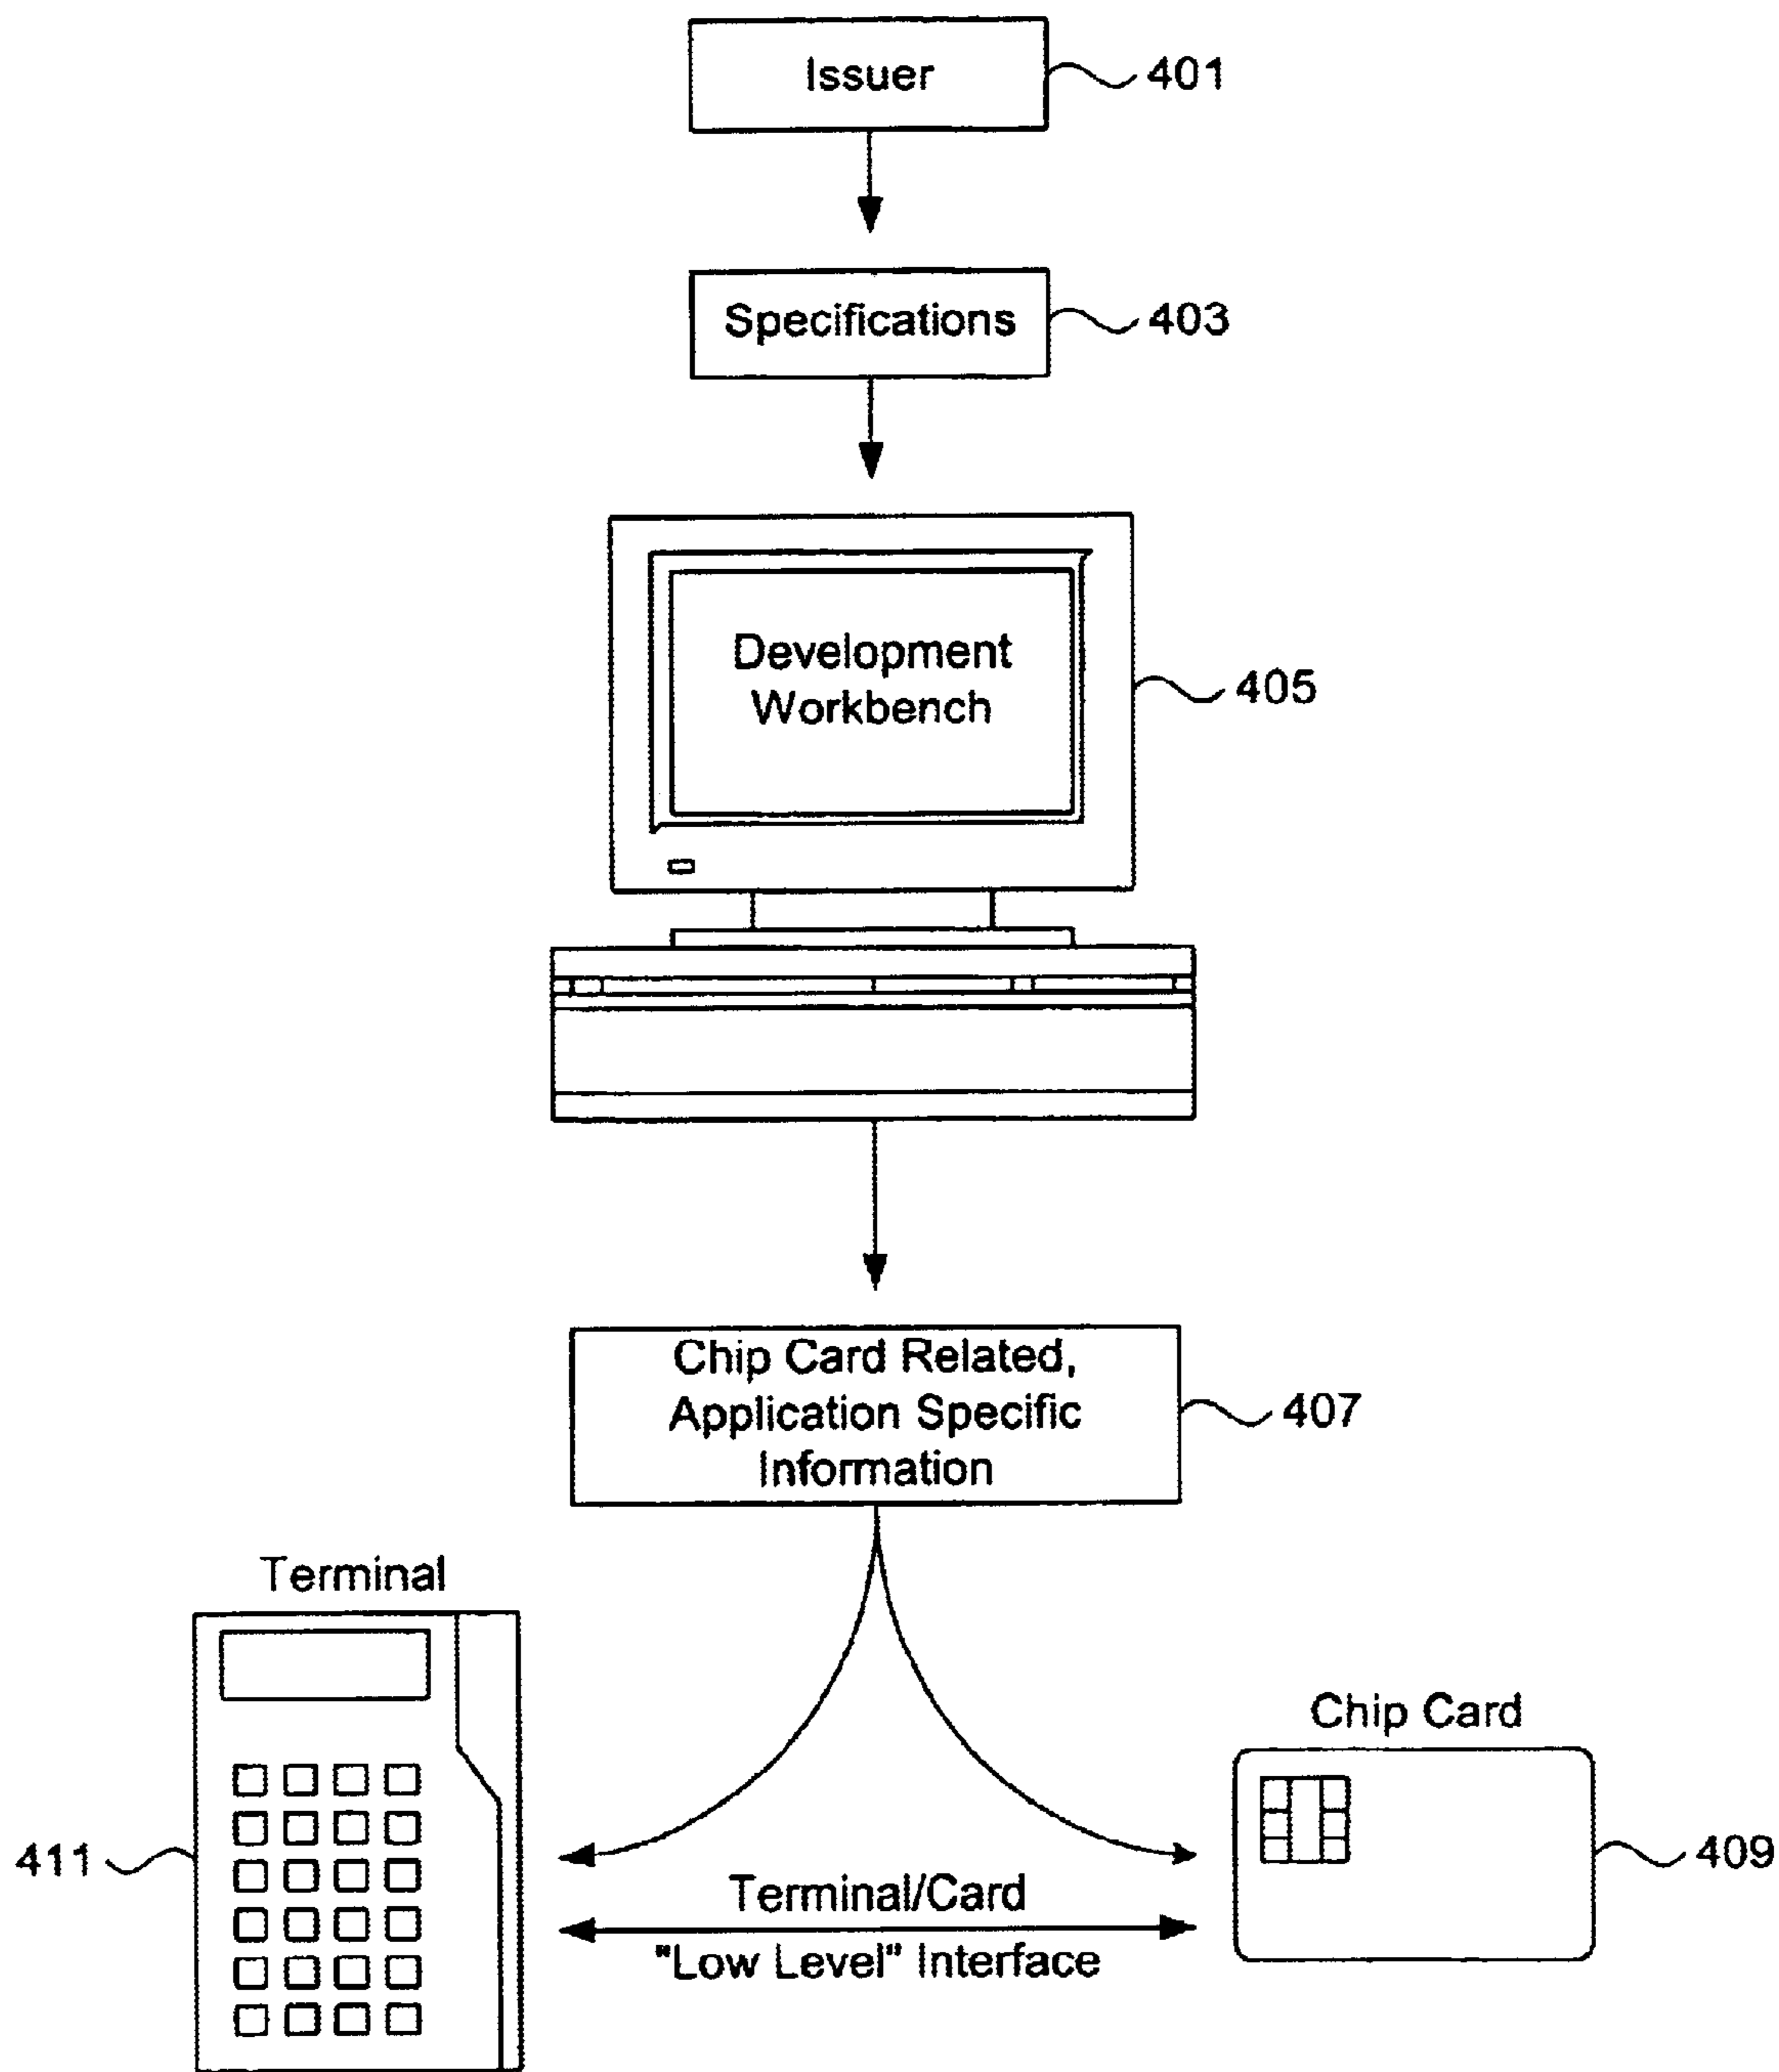 Issuer
401
Specifications
403
Development
Workbench
405
Chip Card Related,
Application Specific
Information
407
Terminal
Chip Card
411
409
Terminal/Card
"Low Level" Interface